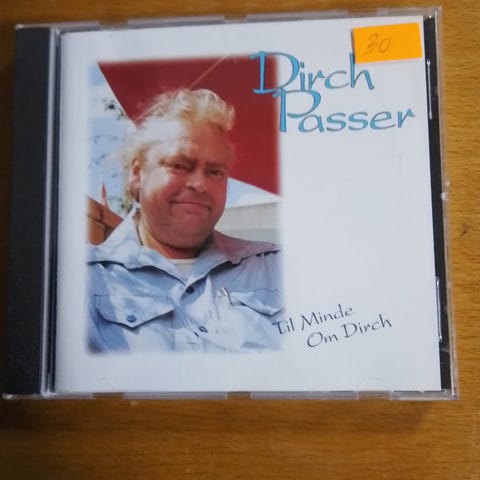 30
Dirch
Passer
Til Minde
Om Dirch